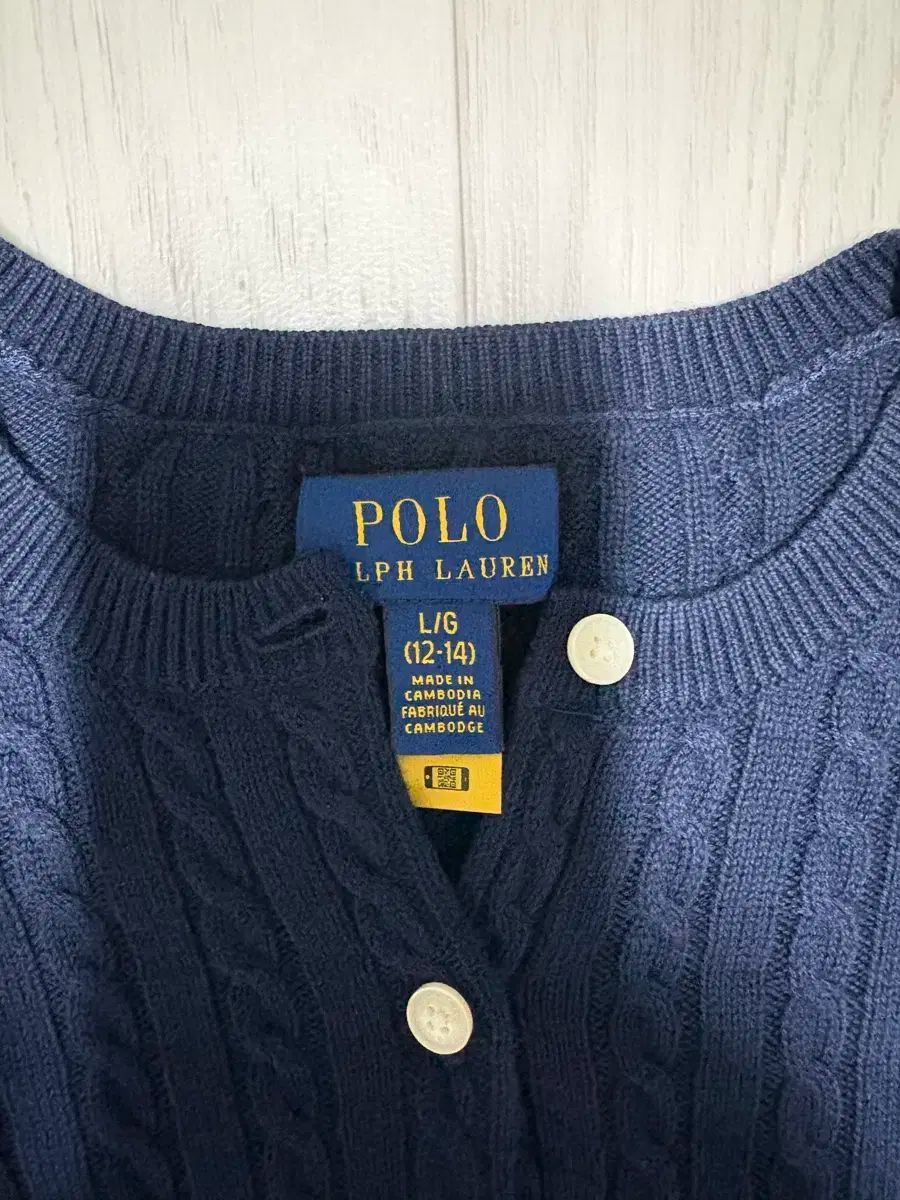 POLO
LPH LAUREN
L/G
(12-14)
MADE IN
CAMBODIA
FABRIQUÉ AU
CAMBODGE